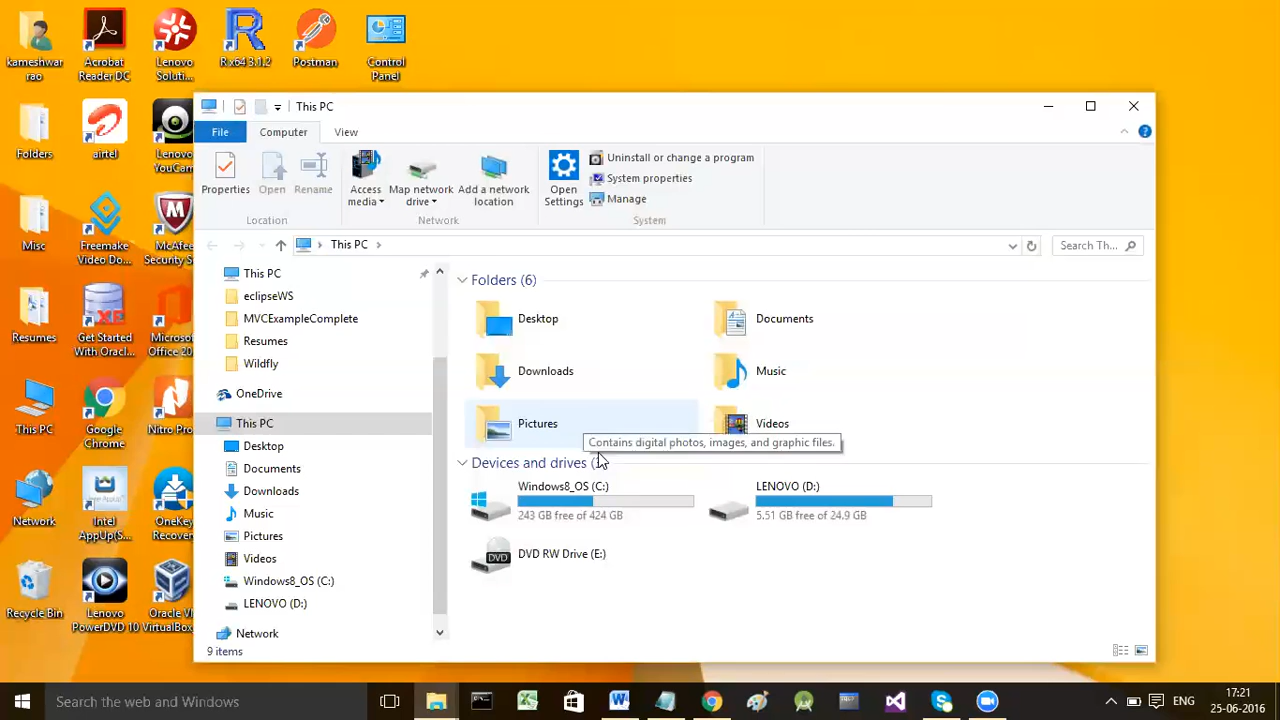 kameshwar
rao
Acrobat
Reader DC
Lenovo
Soluti...
R x64 3.1.2
Postman
Control
Panel
Folders
airtel
Lenovo
YouCam
Misc
Freemake
Video Do...
McAfee
Security S
Resumes
Get Started
With Oracl...
Microsof
Office 20
This PC
Google
Chrome
Nitro Pro
Network
Intel
AppUp(S...
OneKey
Recover
Recycle Bin
Lenovo
PowerDVD 10
Oracle V
VirtualBox
This PC
File
Computer
View
Properties
Open
Rename
Access
media
Map network
drive
Add a network
location
Open
Settings
Uninstall or change a program
System properties
Manage
Location
Network
System
This PC
Search Th...
This PC
eclipseWS
MVCExampleComplete
Resumes
Wildfly
OneDrive
This PC
Desktop
Documents
Downloads
Music
Pictures
Videos
Windows8_OS (C:)
LENOVO (D:)
Network
Folders (6)
Desktop
Documents
Downloads
Music
Pictures
Videos
Contains digital photos, images, and graphic files.
Devices and drives
Windows8_OS (C:)
243 GB free of 424 GB
LENOVO (D:)
5.51 GB free of 24.9 GB
DVD
DVD RW Drive (E:)
9 items
Search the web and Windows
ENG
17:21
25-06-2016